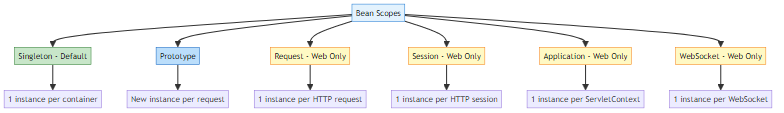 Bean Scopes
Singleton - Default
Prototype
Request - Web Only
Session - Web Only
Application - Web Only
WebSocket - Web Only
1 instance per container
New instance per request
1 instance per HTTP request
1 instance per HTTP session
1 instance per ServletContext
1 instance per WebSocket